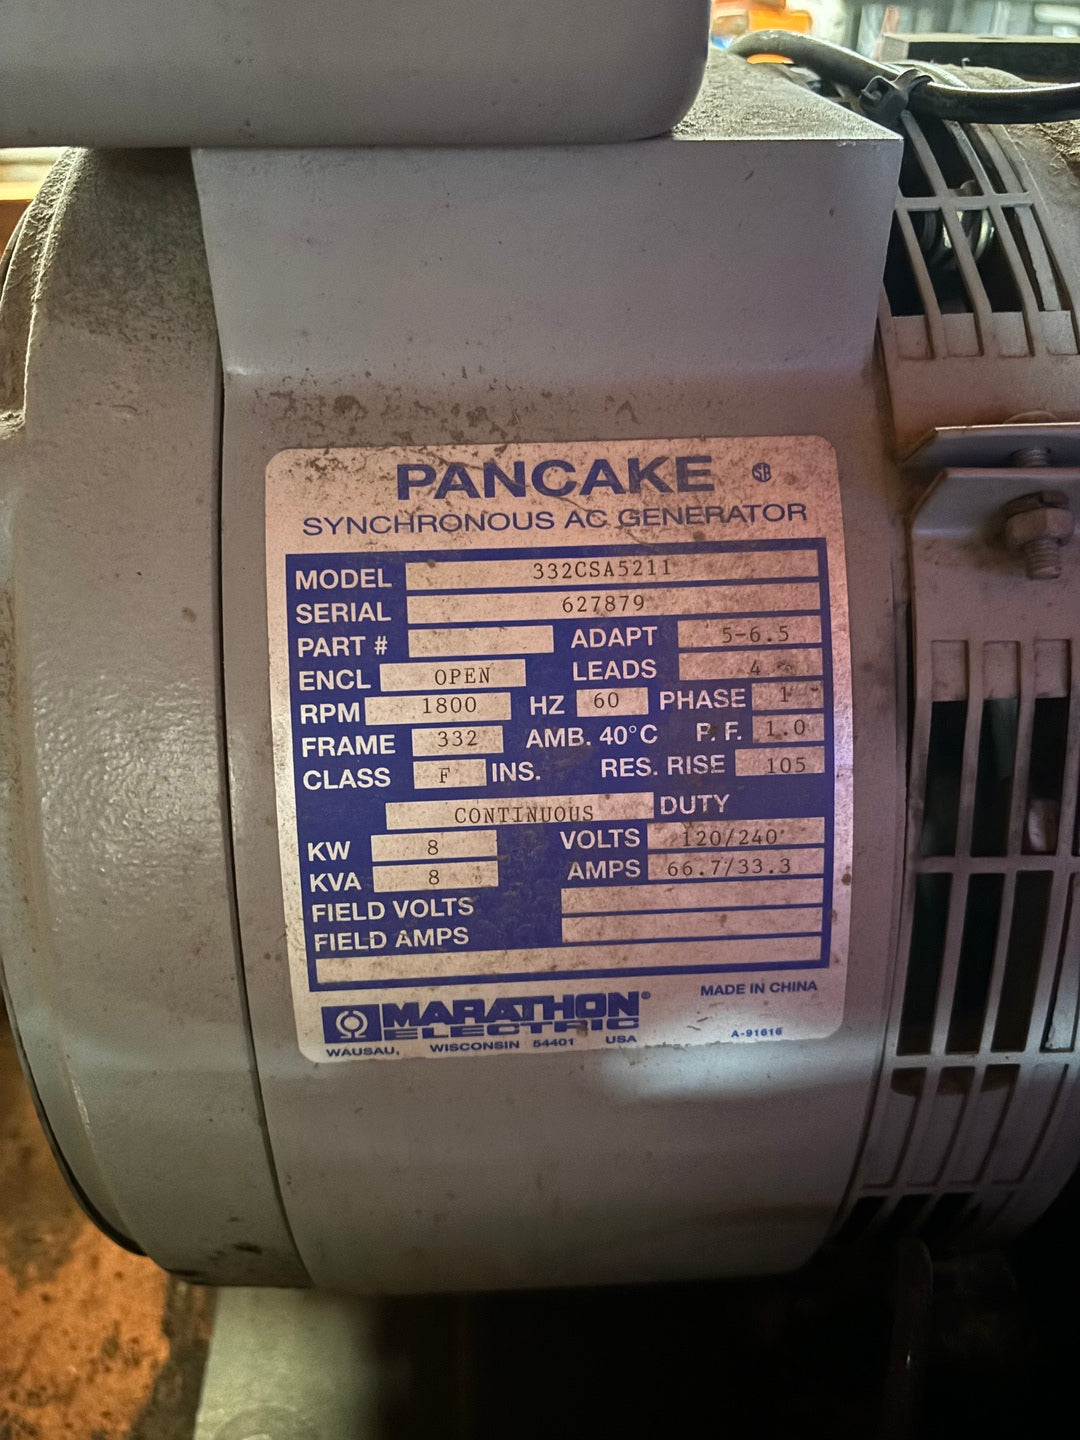 PANCAKE SA
SYNCHRONOUS AC GENERATOR
MODEL 332CSA5211
SERIAL 627879
PART # ADAPT 5-6.5
ENCL OPEN LEADS 4
RPM 1800 HZ 60 PHASE 1
FRAME 332 AMB. 40°C P.F. 1.0
CLASS F INS. RES. RISE 105
CONTINUOUS DUTY
KW 8 VOLTS 120/240
KVA 8 AMPS 66.7/33.3
FIELD VOLTS
FIELD AMPS
MARATHON® MADE IN CHINA
ELECTRIC
WAUSAU, WISCONSIN 54401 USA A-91616